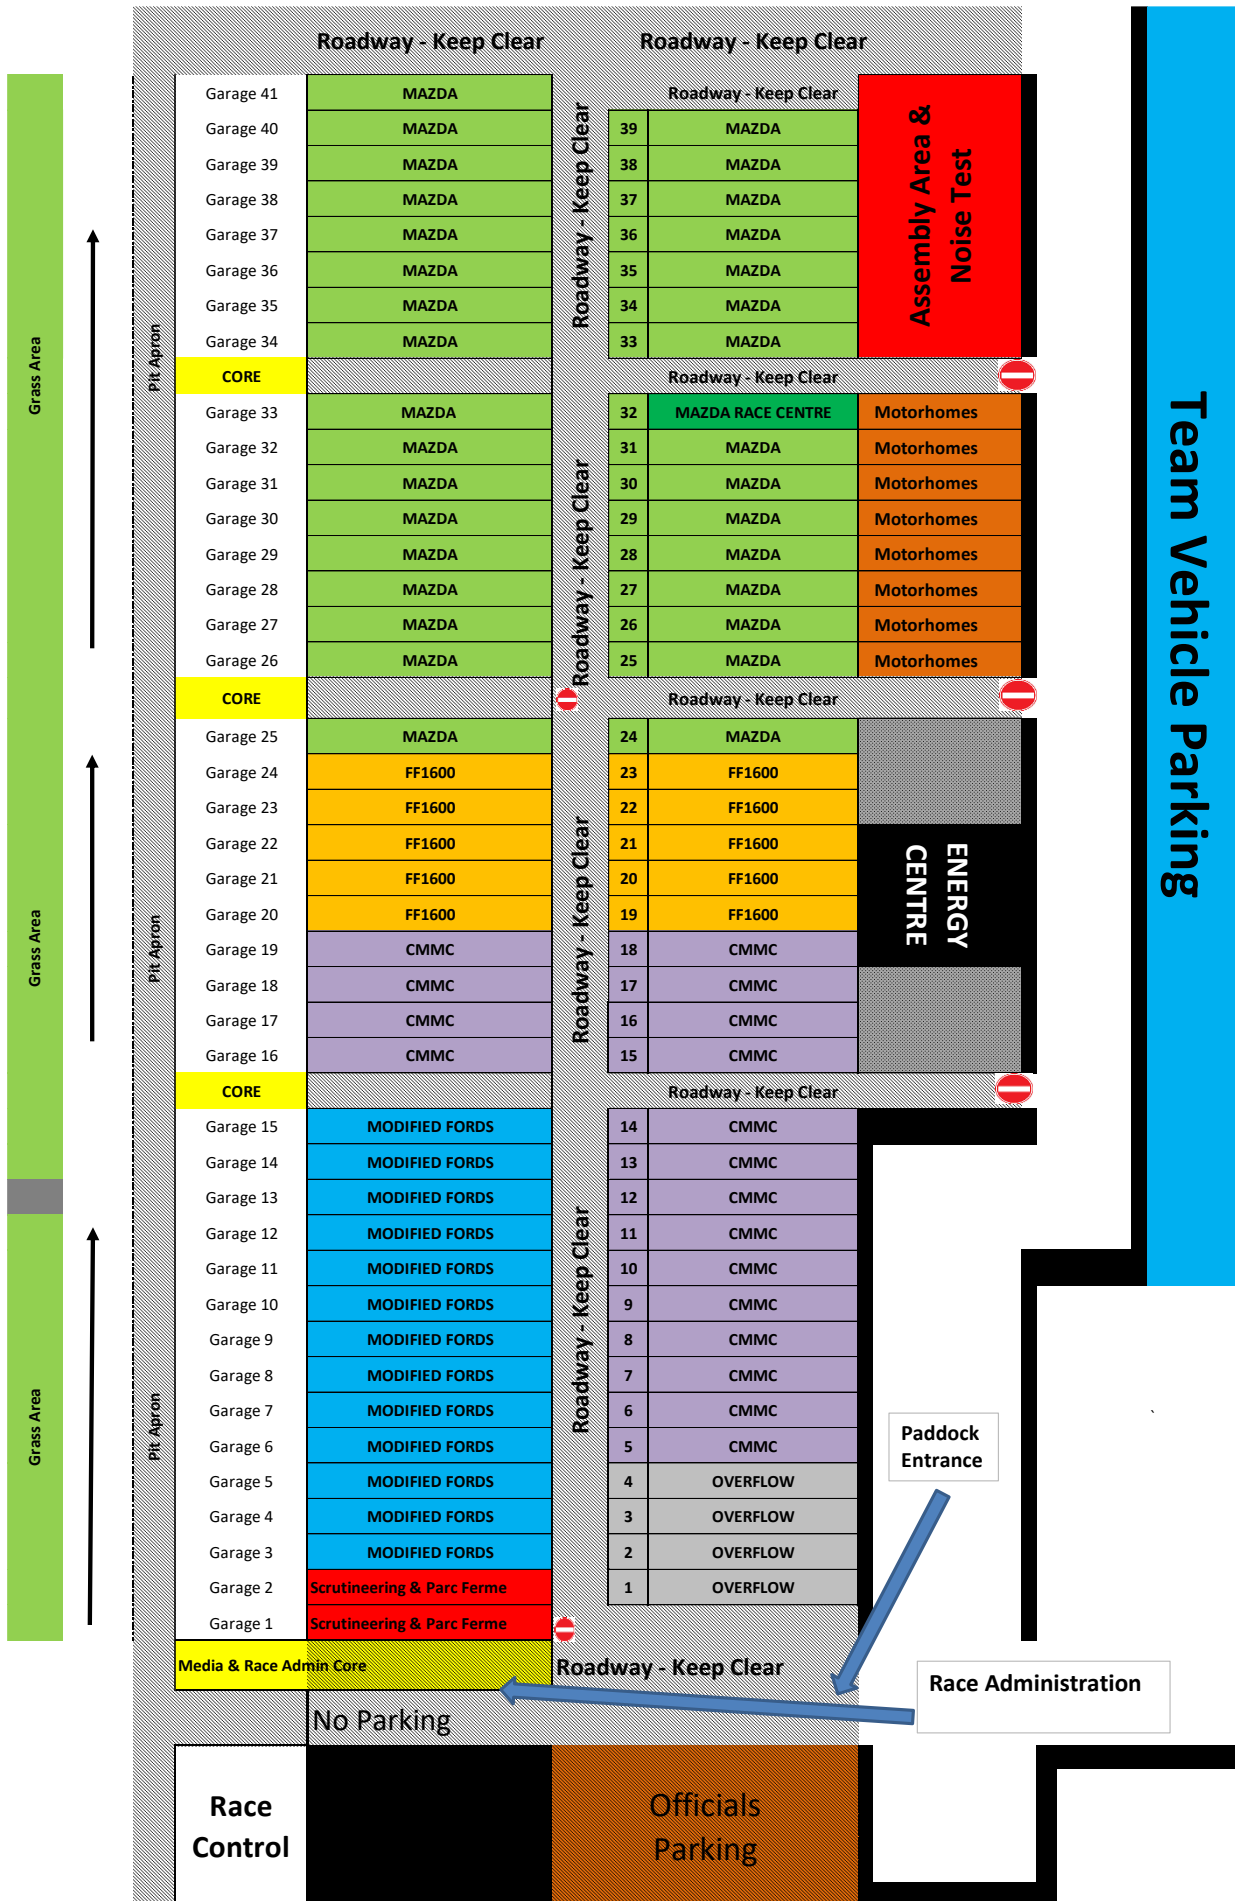 Roadway - Keep Clear Roadway - Keep Clear
Garage 41 MAZDA Roadway - Keep Clear
Garage 40 MAZDA 39 MAZDA
Garage 39 MAZDA 38 MAZDA
Garage 38 MAZDA 37 MAZDA
Garage 37 MAZDA 36 MAZDA
Garage 36 MAZDA 35 MAZDA
Garage 35 MAZDA 34 MAZDA
Garage 34 MAZDA 33 MAZDA
Roadway - Keep Clear
Assembly Area &
Noise Test
Grass Area
Pit Apron
CORE Roadway - Keep Clear
Garage 33 MAZDA 32 MAZDA RACE CENTRE Motorhomes
Garage 32 MAZDA 31 MAZDA Motorhomes
Garage 31 MAZDA 30 MAZDA Motorhomes
Garage 30 MAZDA 29 MAZDA Motorhomes
Garage 29 MAZDA 28 MAZDA Motorhomes
Garage 28 MAZDA 27 MAZDA Motorhomes
Garage 27 MAZDA 26 MAZDA Motorhomes
Garage 26 MAZDA 25 MAZDA Motorhomes
Roadway - Keep Clear
Team Vehicle Parking
CORE Roadway - Keep Clear
Garage 25 MAZDA 24 MAZDA
Garage 24 FF1600 23 FF1600
Garage 23 FF1600 22 FF1600
Garage 22 FF1600 21 FF1600
Garage 21 FF1600 20 FF1600
Garage 20 FF1600 19 FF1600
Garage 19 CMMC 18 CMMC
Garage 18 CMMC 17 CMMC
Garage 17 CMMC 16 CMMC
Garage 16 CMMC 15 CMMC
Roadway - Keep Clear
ENERGY
CENTRE
Grass Area
Pit Apron
CORE Roadway - Keep Clear
Garage 15 MODIFIED FORDS 14 CMMC
Garage 14 MODIFIED FORDS 13 CMMC
Garage 13 MODIFIED FORDS 12 CMMC
Garage 12 MODIFIED FORDS 11 CMMC
Garage 11 MODIFIED FORDS 10 CMMC
Garage 10 MODIFIED FORDS 9 CMMC
Garage 9 MODIFIED FORDS 8 CMMC
Garage 8 MODIFIED FORDS 7 CMMC
Garage 7 MODIFIED FORDS 6 CMMC
Garage 6 MODIFIED FORDS 5 CMMC
Garage 5 MODIFIED FORDS 4 OVERFLOW
Garage 4 MODIFIED FORDS 3 OVERFLOW
Garage 3 MODIFIED FORDS 2 OVERFLOW
Garage 2 Scrutineering & Parc Ferme 1 OVERFLOW
Garage 1 Scrutineering & Parc Ferme
Roadway - Keep Clear
Grass Area
Pit Apron
Paddock
Entrance
`
Media & Race Admin Core Roadway - Keep Clear
Race Administration
No Parking
Race
Control
Officials
Parking